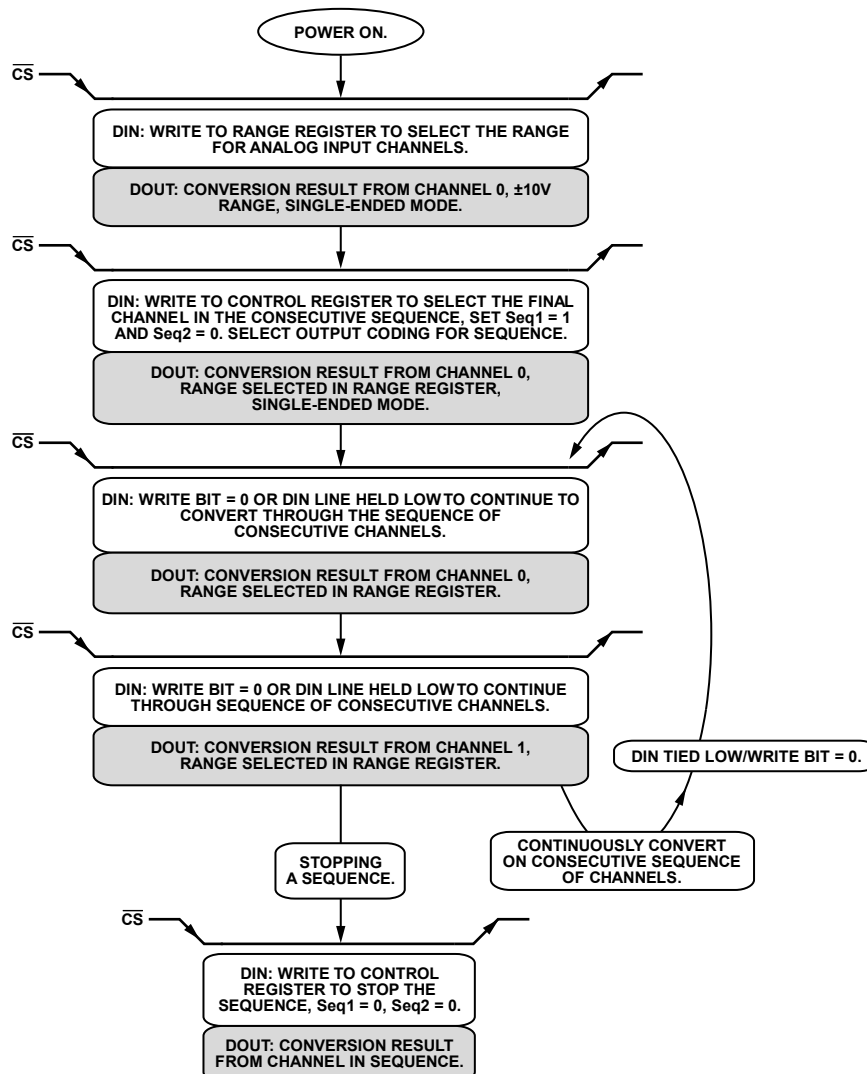 POWER ON.
CS
DIN: WRITE TO RANGE REGISTER TO SELECT THE RANGE
FOR ANALOG INPUT CHANNELS.
DOUT: CONVERSION RESULT FROM CHANNEL 0, ±10V
RANGE, SINGLE-ENDED MODE.
CS
DIN: WRITE TO CONTROL REGISTER TO SELECT THE FINAL
CHANNEL IN THE CONSECUTIVE SEQUENCE, SET Seq1 = 1
AND Seq2 = 0. SELECT OUTPUT CODING FOR SEQUENCE.
DOUT: CONVERSION RESULT FROM CHANNEL 0,
RANGE SELECTED IN RANGE REGISTER,
SINGLE-ENDED MODE.
CS
DIN: WRITE BIT = 0 OR DIN LINE HELD LOW TO CONTINUE TO
CONVERT THROUGH THE SEQUENCE OF
CONSECUTIVE CHANNELS.
DOUT: CONVERSION RESULT FROM CHANNEL 0,
RANGE SELECTED IN RANGE REGISTER.
CS
DIN: WRITE BIT = 0 OR DIN LINE HELD LOW TO CONTINUE
THROUGH SEQUENCE OF CONSECUTIVE CHANNELS.
DOUT: CONVERSION RESULT FROM CHANNEL 1,
RANGE SELECTED IN RANGE REGISTER.
DIN TIED LOW/WRITE BIT = 0.
CONTINUOUSLY CONVERT
ON CONSECUTIVE SEQUENCE
OF CHANNELS.
STOPPING
A SEQUENCE.
CS
DIN: WRITE TO CONTROL
REGISTER TO STOP THE
SEQUENCE, Seq1 = 0, Seq2 = 0.
DOUT: CONVERSION RESULT
FROM CHANNEL IN SEQUENCE.